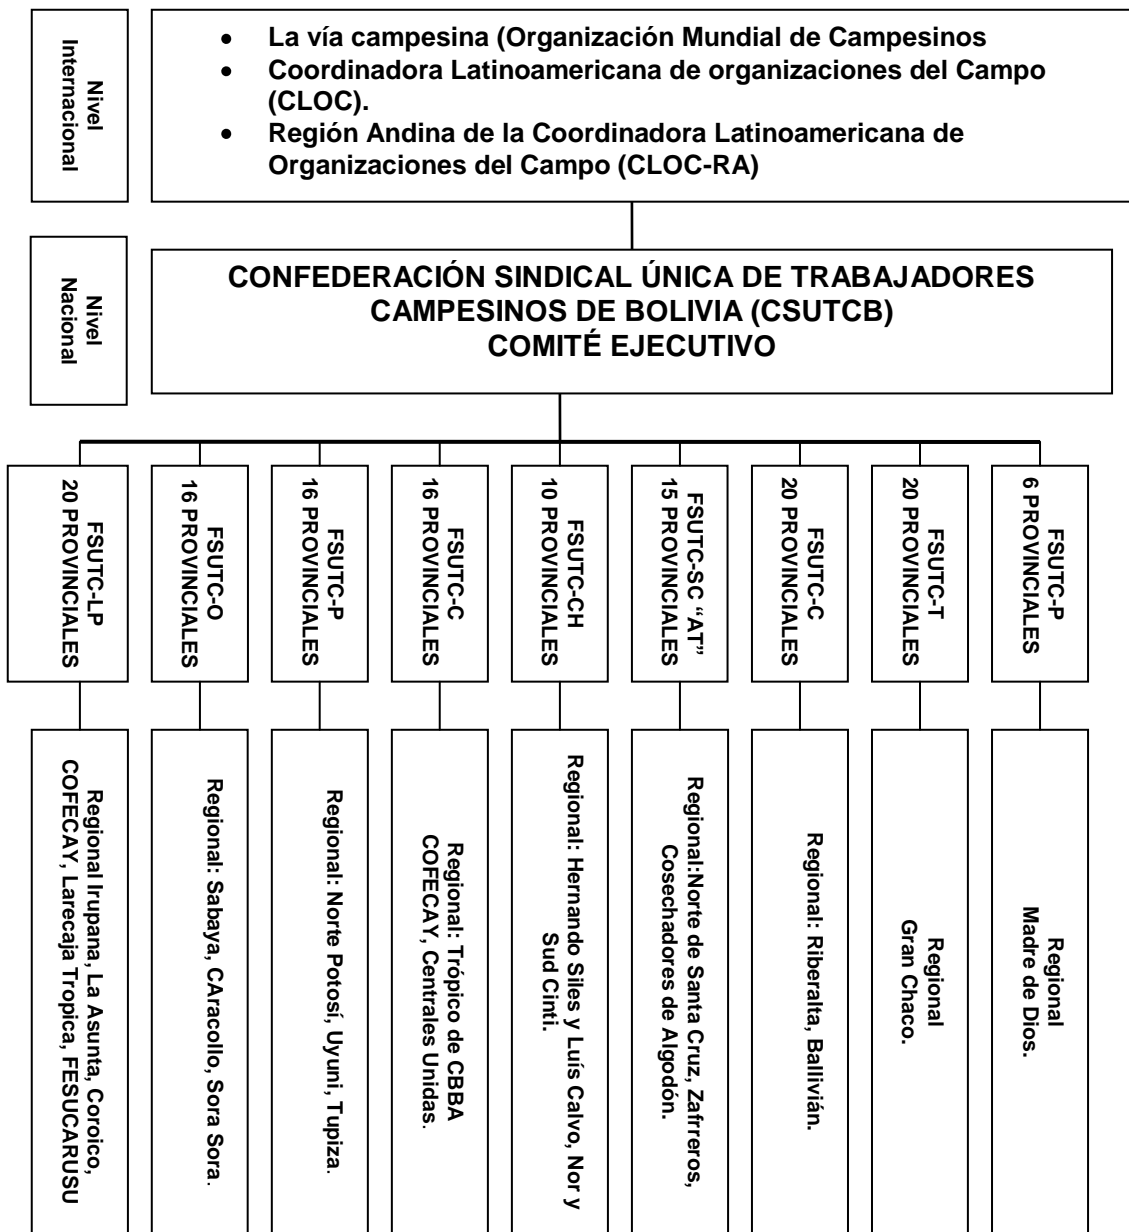 Nivel
Internacional
• La vía campesina (Organización Mundial de Campesinos
• Coordinadora Latinoamericana de organizaciones del Campo
(CLOC).
• Región Andina de la Coordinadora Latinoamericana de
Organizaciones del Campo (CLOC-RA)
Nivel
Nacional
CONFEDERACIÓN SINDICAL ÚNICA DE TRABAJADORES
CAMPESINOS DE BOLIVIA (CSUTCB)
COMITÉ EJECUTIVO
FSUTC-LP
20 PROVINCIALES
FSUTC-O
16 PROVINCIALES
FSUTC-P
16 PROVINCIALES
FSUTC-C
16 PROVINCIALES
FSUTC-CH
10 PROVINCIALES
FSUTC-SC “AT”
15 PROVINCIALES
FSUTC-C
20 PROVINCIALES
FSUTC-T
20 PROVINCIALES
FSUTC-P
6 PROVINCIALES
Regional Irupana, La Asunta, Coroico,
COFECAY, Larecaja Tropica, FESUCARUSU
Regional: Sabaya, CAracollo, Sora Sora.
Regional: Norte Potosí, Uyuni, Tupiza.
Regional: Trópico de CBBA
COFECAY, Centrales Unidas.
Regional: Hernando Siles y Luís Calvo, Nor y
Sud Cinti.
Regional:Norte de Santa Cruz, Zafrreros,
Cosechadores de Algodón.
Regional: Riberalta, Ballivián.
Regional
Gran Chaco.
Regional
Madre de Dios.